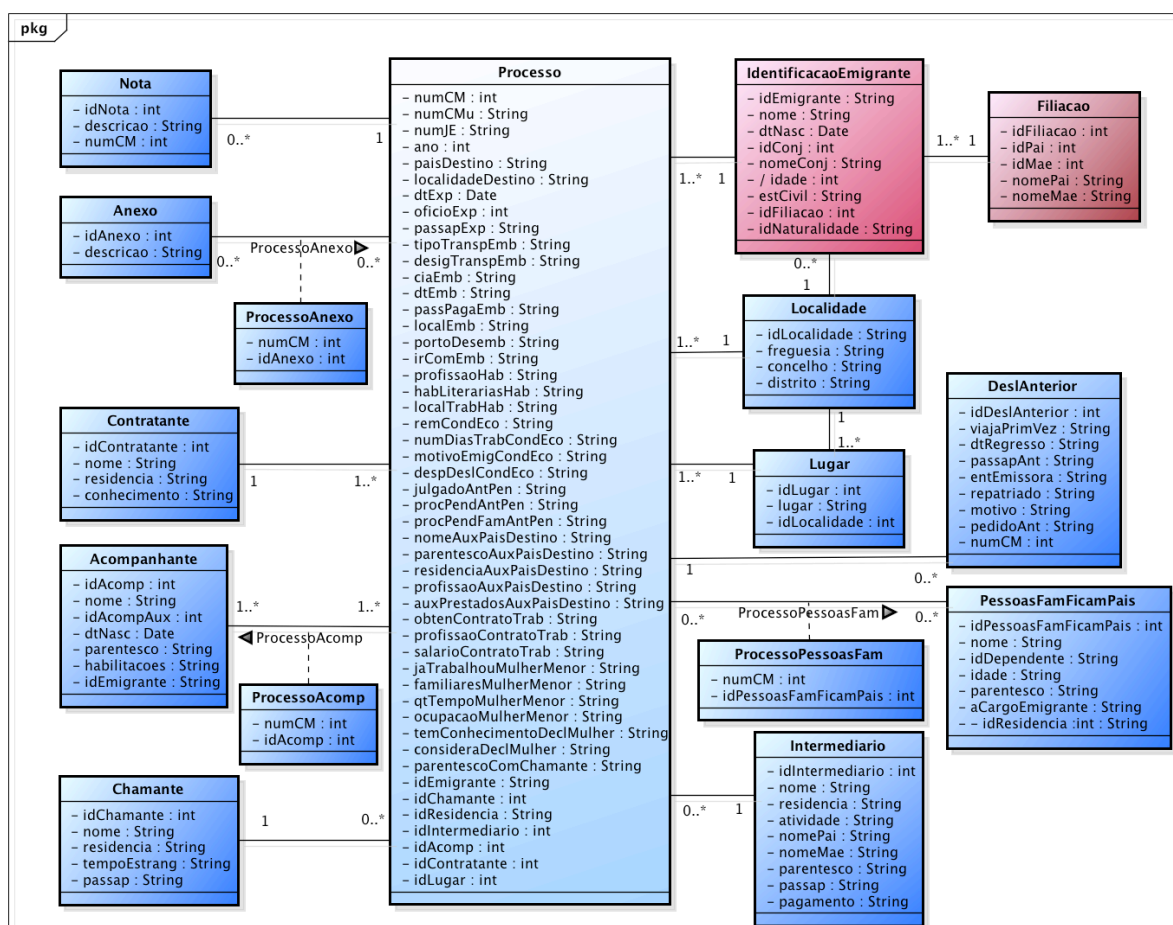 pkg
Nota
– idNota : int
– descricao : String
– numCM : int
0..*
1
Anexo
– idAnexo : int
– descricao : String
ProcessoAnexo
0..*
0..*
ProcessoAnexo
– numCM : int
– idAnexo : int
Contratante
– idContratante : int
– nome : String
– residencia : String
– conhecimento : String
1
1..*
Acompanhante
– idAcomp : int
– nome : String
– idAcompAux : int
– dtNasc : Date
– parentesco : String
– habilitacoes : String
– idEmigrante : String
1..*
1..*
ProcessoAcomp
ProcessoAcomp
– numCM : int
– idAcomp : int
Chamante
– idChamante : int
– nome : String
– residencia : String
– tempoEstrang : String
– passap : String
1
0..*
Processo
– numCM : int
– numCMu : String
– numJE : String
– ano : int
– paisDestino : String
– localidadeDestino : String
– dtExp : Date
– oficioExp : int
– passapExp : String
– tipoTranspEmb : String
– desigTranspEmb : String
– ciaEmb : String
– dtEmb : String
– passPagaEmb : String
– localEmb : String
– portoDesemb : String
– irComEmb : String
– profissaoHab : String
– habLiterariasHab : String
– localTrabHab : String
– remCondEco : String
– numDiasTrabCondEco : String
– motivoEmigCondEco : String
– despDeslCondEco : String
– julgadoAntPen : String
– procPendAntPen : String
– procPendFamAntPen : String
– nomeAuxPaisDestino : String
– parentescoAuxPaisDestino : String
– residenciaAuxPaisDestino : String
– profissaoAuxPaisDestino : String
– auxPrestadosAuxPaisDestino : String
– obtenContratoTrab : String
– profissaoContratoTrab : String
– salarioContratoTrab : String
– jaTrabalhouMulherMenor : String
– familiaresMulherMenor : String
– qtTempoMulherMenor : String
– ocupacaoMulherMenor : String
– temConhecimentoDeclMulher : String
– consideraDeclMulher : String
– parentescoComChamante : String
– idEmigrante : String
– idChamante : int
– idResidencia : String
– idIntermediario : int
– idAcomp : int
– idContratante : int
– idLugar : int
IdentificacaoEmigrante
– idEmigrante : String
– nome : String
– dtNasc : Date
– idConj : int
– nomeConj : String
– / idade : int
– estCivil : String
– idFiliacao : int
– idNaturalidade : String
1..*
1
1..*
1
Filiacao
– idFiliacao : int
– idPai : int
– idMae : int
– nomePai : String
– nomeMae : String
0..*
1
Localidade
– idLocalidade : String
– freguesia : String
– concelho : String
– distrito : String
1..*
1
1
1..*
Lugar
– idLugar : int
– lugar : String
– idLocalidade : int
1..*
1
DeslAnterior
– idDeslAnterior : int
– viajaPrimVez : String
– dtRegresso : String
– passapAnt : String
– entEmissora : String
– repatriado : String
– motivo : String
– pedidoAnt : String
– numCM : int
1
0..*
ProcessoPessoasFam
0..*
0..*
ProcessoPessoasFam
– numCM : int
– idPessoasFamFicamPais : int
PessoasFamFicamPais
– idPessoasFamFicamPais : int
– nome : String
– idDependente : String
– idade : String
– parentesco : String
– aCargoEmigrante : String
– – idResidencia :int : String
Intermediario
– idIntermediario : int
– nome : String
– residencia : String
– atividade : String
– nomePai : String
– nomeMae : String
– parentesco : String
– passap : String
– pagamento : String
0..*
1